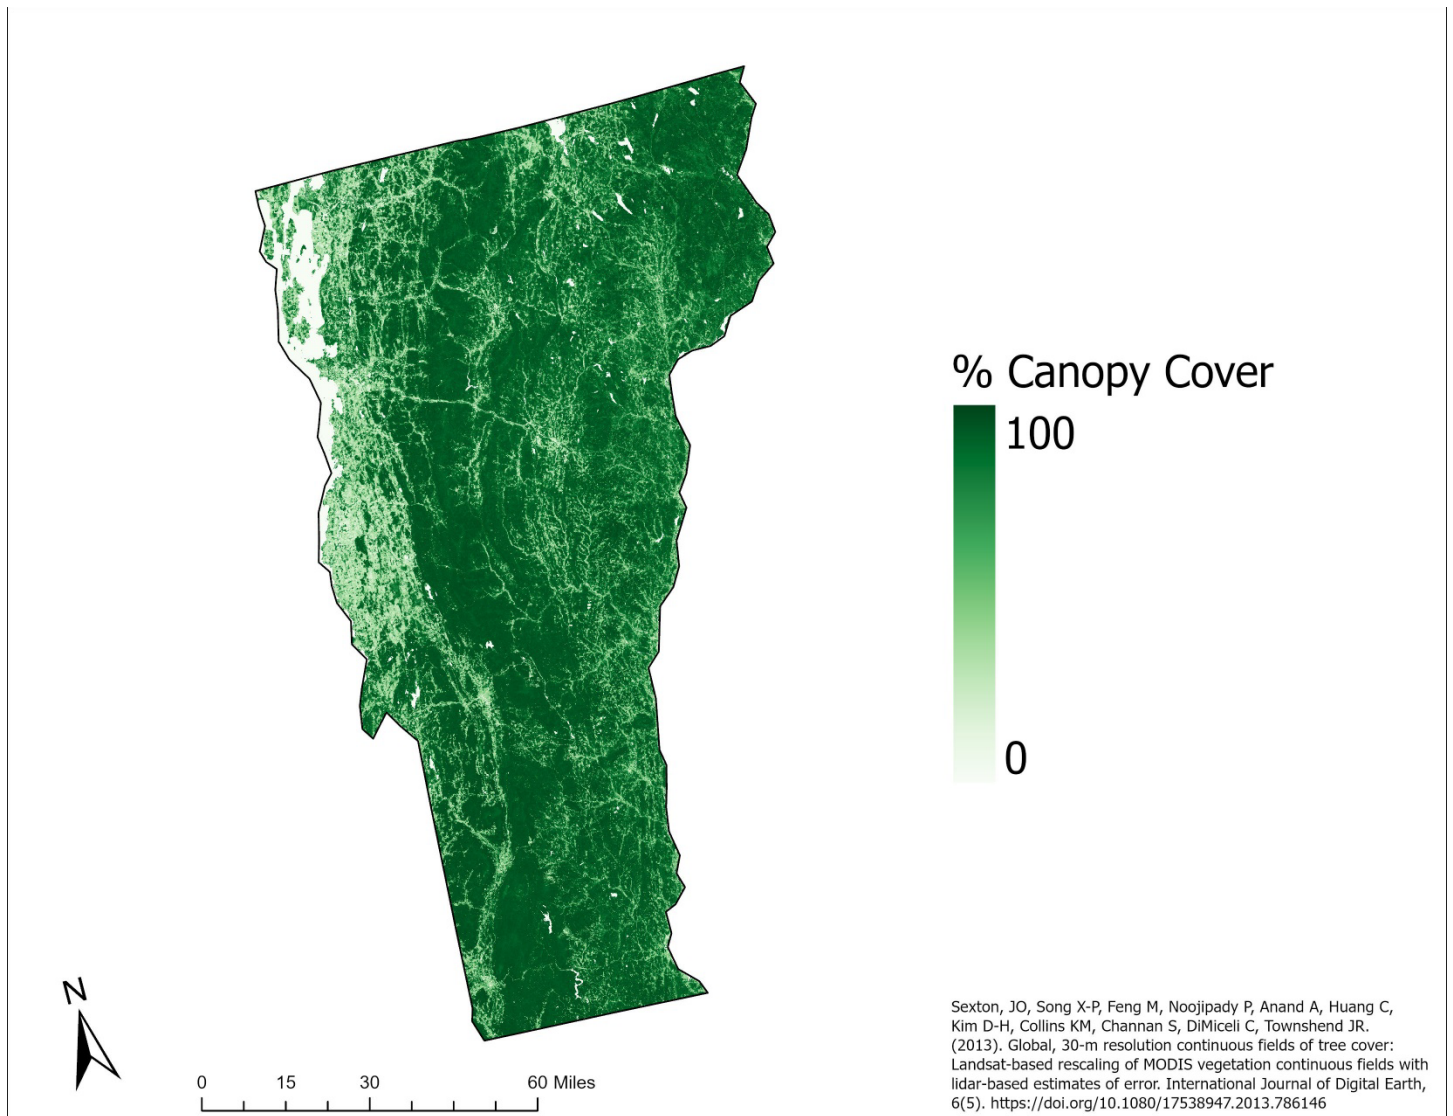 % Canopy Cover
100
0
N
0 15 30 60 Miles
Sexton, JO, Song X-P, Feng M, Noojipady P, Anand A, Huang C,
Kim D-H, Collins KM, Channan S, DiMiceli C, Townshend JR.
(2013). Global, 30-m resolution continuous fields of tree cover:
Landsat-based rescaling of MODIS vegetation continuous fields with
lidar-based estimates of error. International Journal of Digital Earth,
6(5). https://doi.org/10.1080/17538947.2013.786146